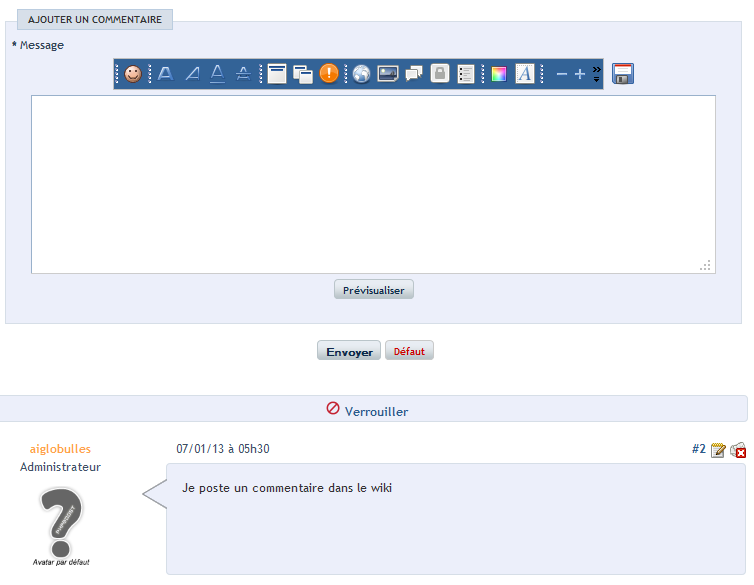 AJOUTER UN COMMENTAIRE
* Message
Prévisualiser
Envoyer Défaut
Verrouiller
aiglobulles 07/01/13 à 05h30 #2
Administrateur
Je poste un commentaire dans le wiki
PHPBOOST
Avatar par défaut